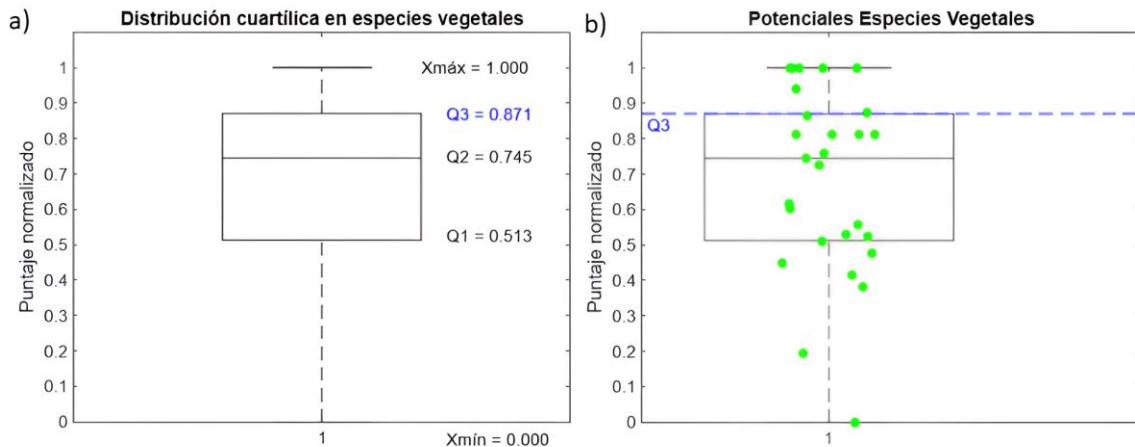 a)
Distribución cuartílica en especies vegetales
Puntaje normalizado
1
0.9
0.8
0.7
0.6
0.5
0.4
0.3
0.2
0.1
0
Xmáx = 1.000
Q3 = 0.871
Q2 = 0.745
Q1 = 0.513
Xmín = 0.000
1
b)
Potenciales Especies Vegetales
Puntaje normalizado
1
0.9
0.8
0.7
0.6
0.5
0.4
0.3
0.2
0.1
0
Q3
1